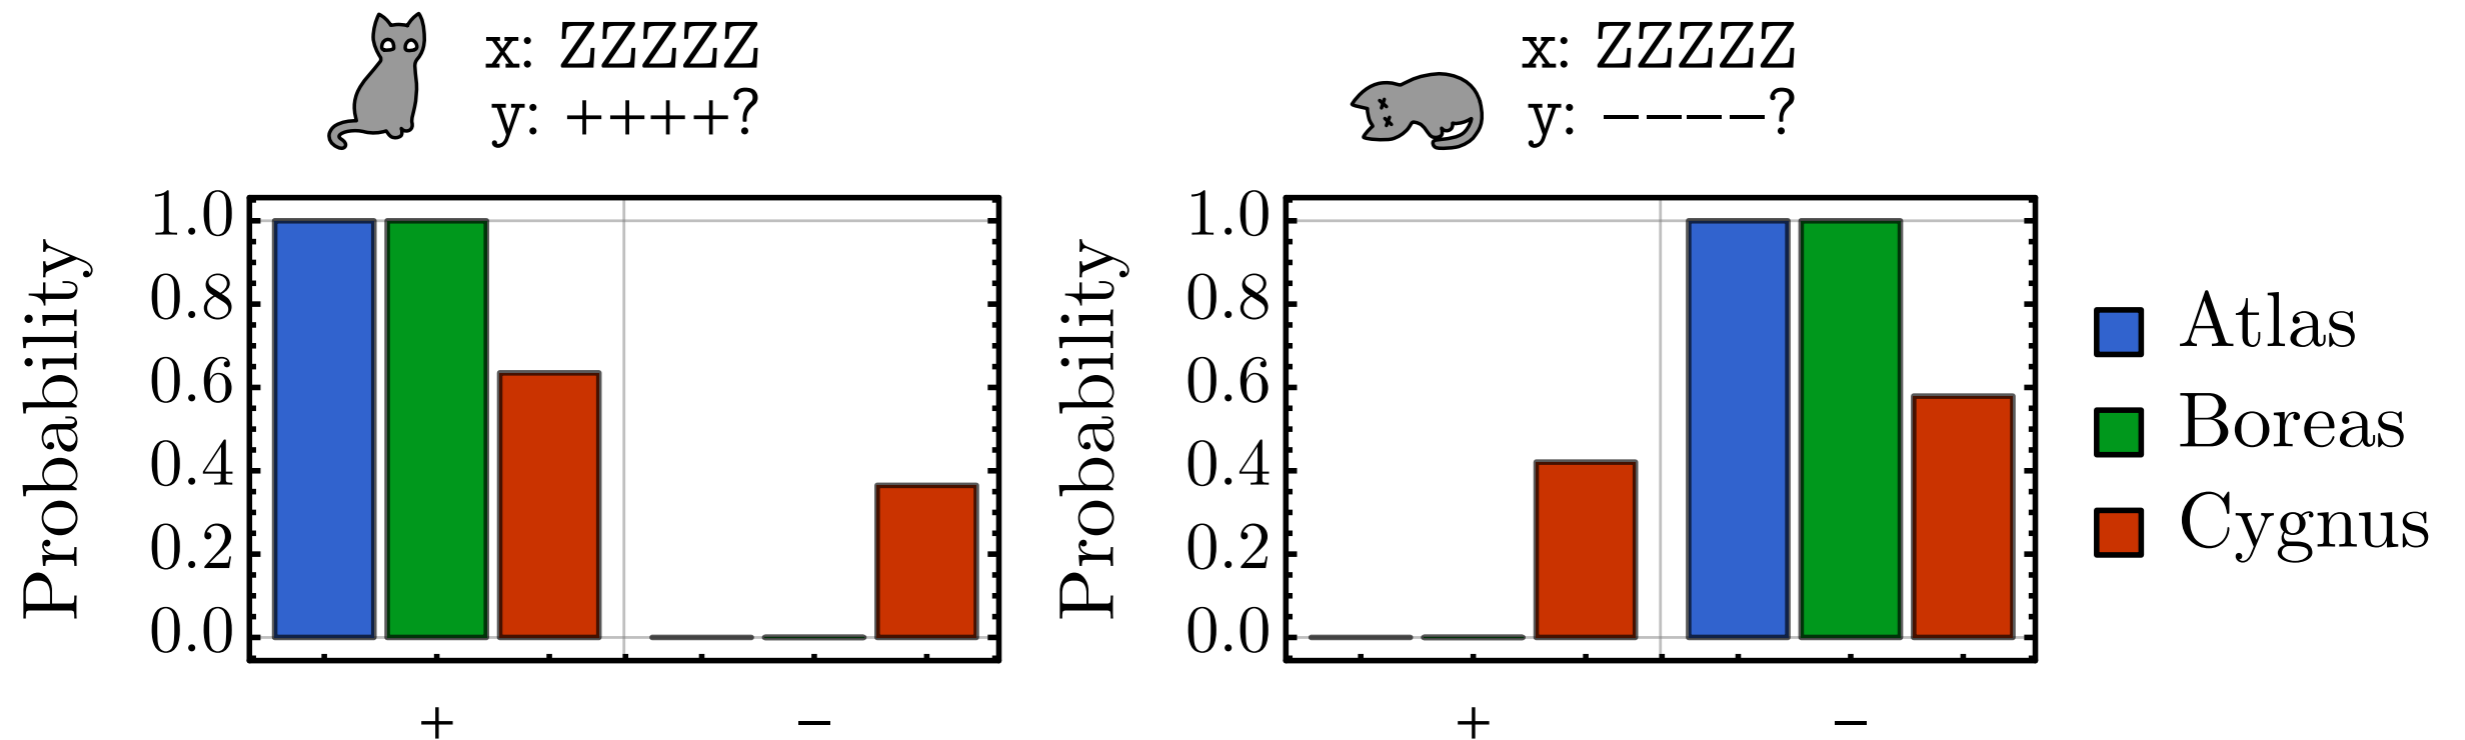 x: ZZZZZ
y: ++++?
x: ZZZZZ
y: −−−−?
Probability
1.0
0.8
0.6
0.4
0.2
0.0
+ −
Probability
1.0
0.8
0.6
0.4
0.2
0.0
+ −
Atlas
Boreas
Cygnus